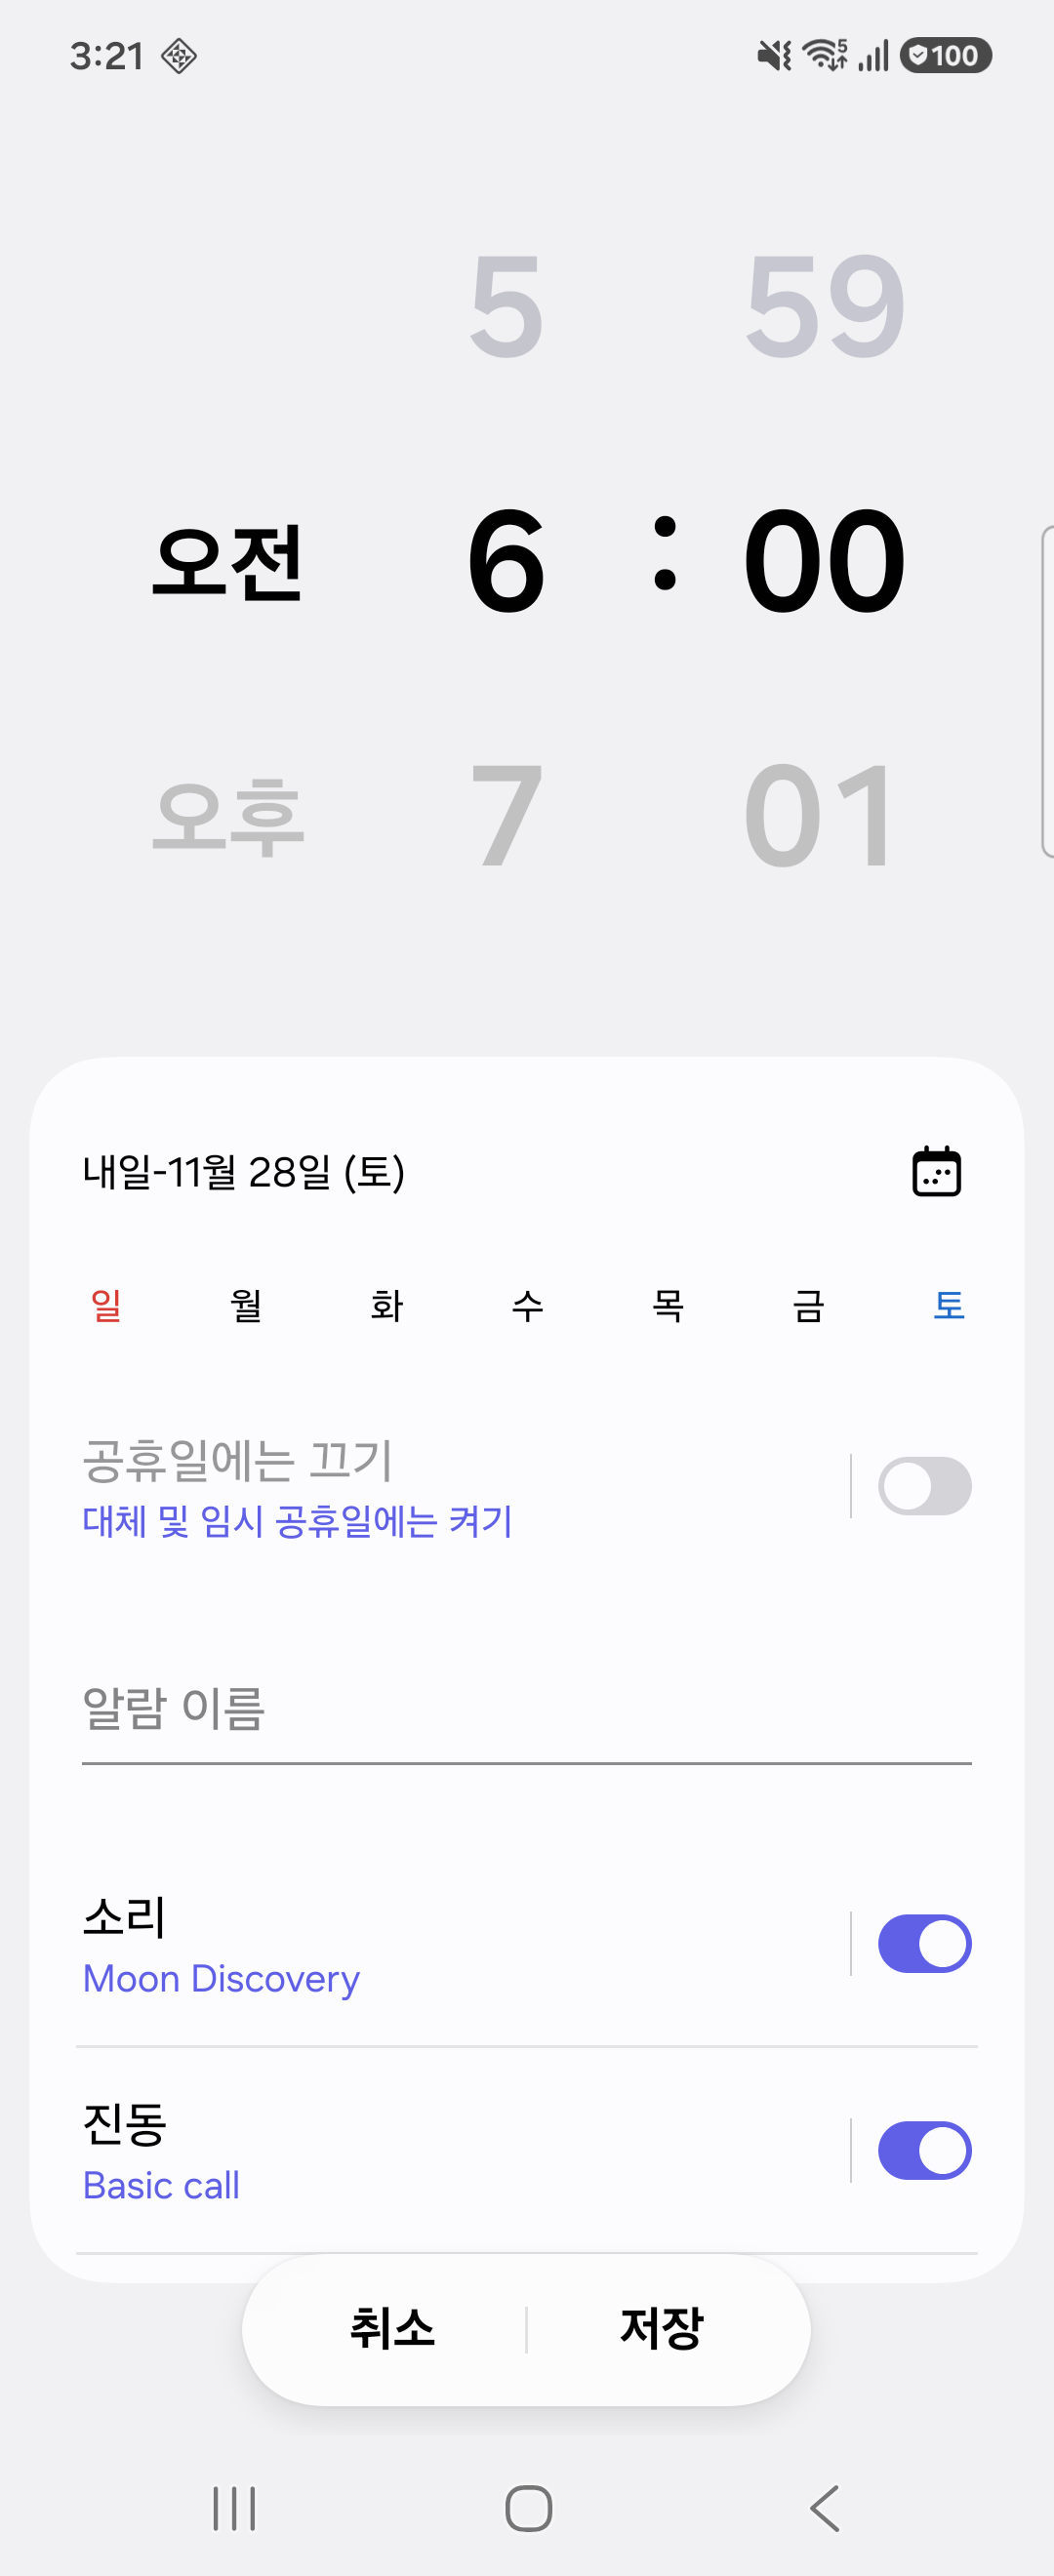 3:21
5
100
5 59
오전 6 : 00
오후 7 01
내일-11월 28일 (토)
일 월 화 수 목 금 토
공휴일에는 끄기
대체 및 임시 공휴일에는 켜기
알람 이름
소리
Moon Discovery
진동
Basic call
취소 저장